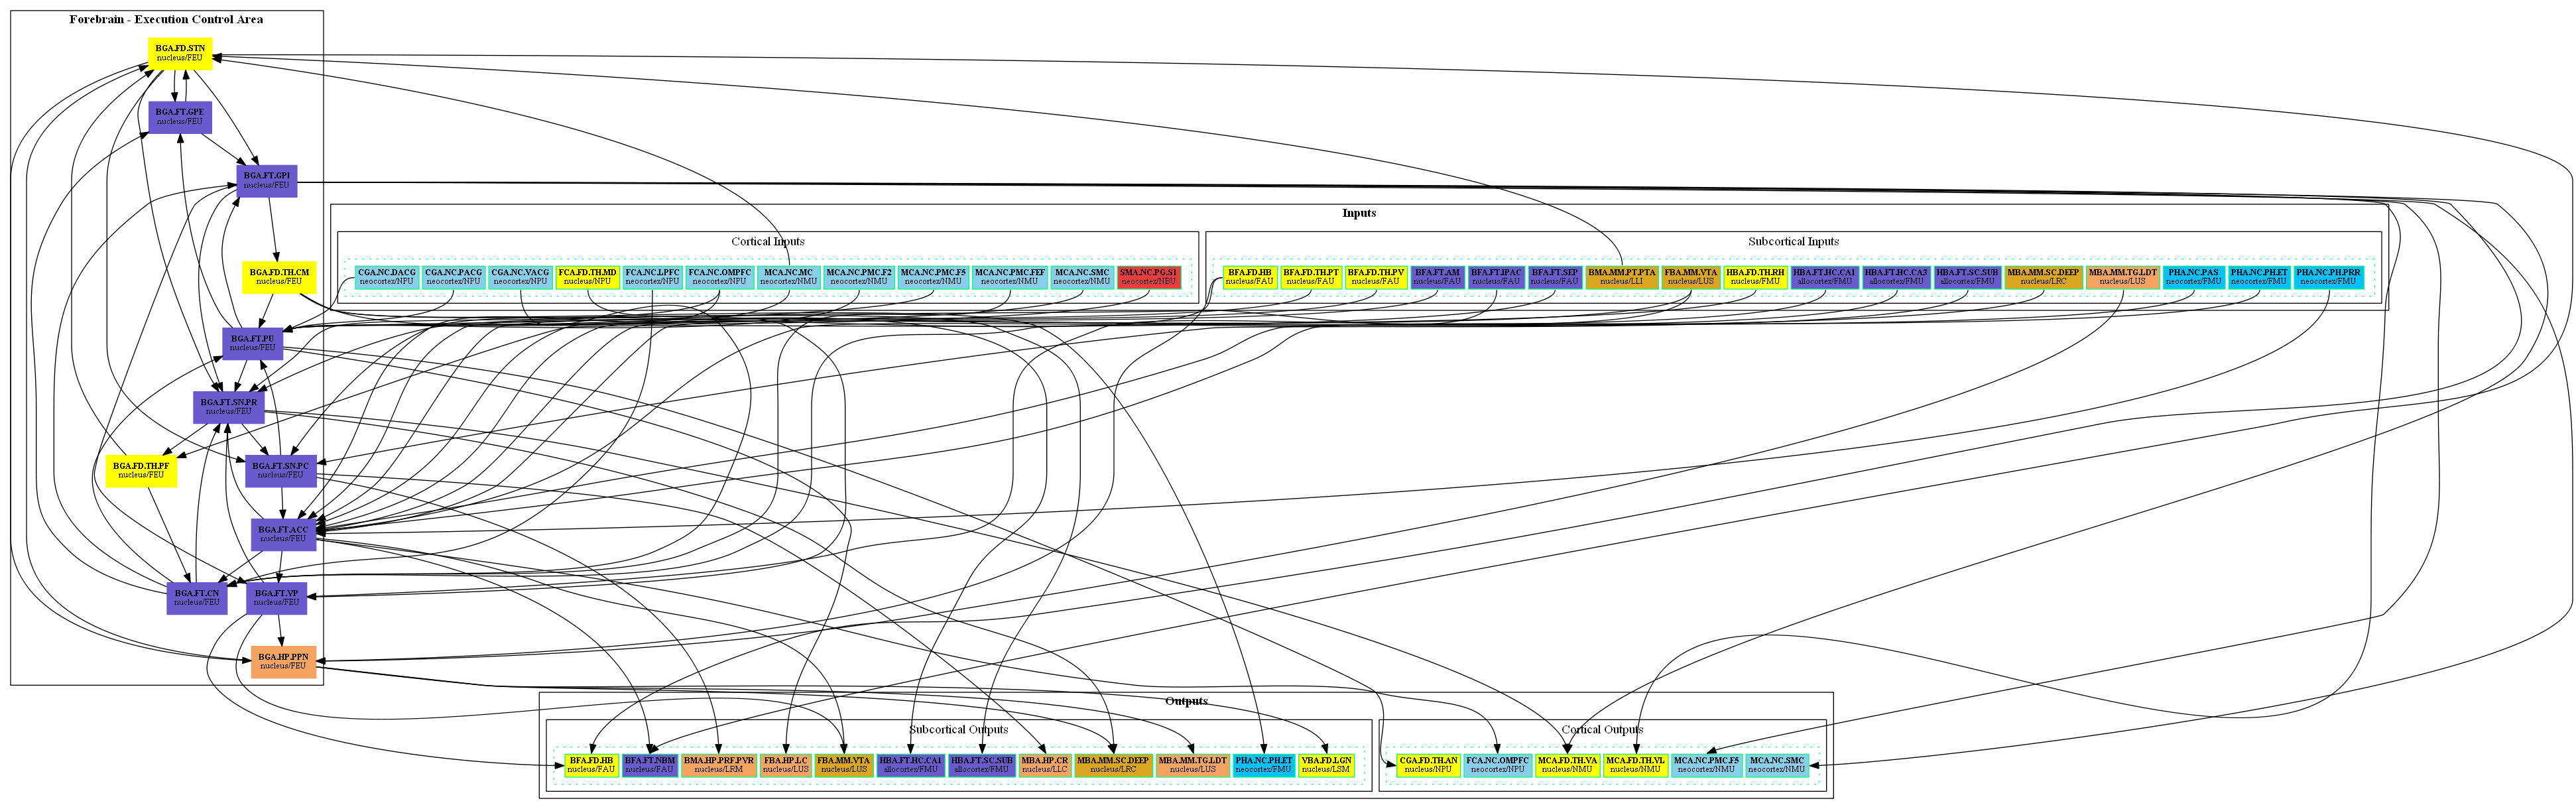 Forebrain - Execution Control Area
BGA.FD.STN
nucleus/FEU
BGA.FT.GPE
nucleus/FEU
BGA.FT.GPI
nucleus/FEU
BGA.FD.TH.CM
nucleus/FEU
BGA.FT.PU
nucleus/FEU
BGA.FT.SN.PR
nucleus/FEU
BGA.FD.TH.PF
nucleus/FEU
BGA.FT.SN.PC
nucleus/FEU
BGA.FT.ACC
nucleus/FEU
BGA.FT.CN
nucleus/FEU
BGA.FT.VP
nucleus/FEU
BGA.HP.PPN
nucleus/FEU
Inputs
Cortical Inputs
CGA.NC.DACG
neocortex/NPU
CGA.NC.PACG
neocortex/NPU
CGA.NC.VACG
neocortex/NPU
FCA.FD.TH.MD
nucleus/NPU
FCA.NC.LPFC
neocortex/NPU
FCA.NC.OMPFC
neocortex/NPU
MCA.NC.MC
neocortex/NMU
MCA.NC.PMC.F2
neocortex/NMU
MCA.NC.PMC.F5
neocortex/NMU
MCA.NC.PMC.FEF
neocortex/NMU
MCA.NC.SMC
neocortex/NMU
SMA.NC.PG.S1
neocortex/NEU
Subcortical Inputs
BFA.FD.HB
nucleus/FAU
BFA.FD.TH.PT
nucleus/FAU
BFA.FD.TH.PV
nucleus/FAU
BFA.FT.AM
nucleus/FAU
BFA.FT.IPAC
nucleus/FAU
BFA.FT.SEP
nucleus/FAU
BMA.MM.PT.PTA
nucleus/LLI
FBA.MM.VTA
nucleus/LUS
HBA.FD.TH.RH
nucleus/FMU
HBA.FT.HC.CA1
allocortex/FMU
HBA.FT.HC.CA3
allocortex/FMU
HBA.FT.SC.SUB
allocortex/FMU
MBA.MM.SC.DEEP
nucleus/LRC
MBA.MM.TG.LDT
nucleus/LUS
PHA.NC.PAS
neocortex/FMU
PHA.NC.PH.ET
neocortex/FMU
PHA.NC.PH.PRR
neocortex/FMU
Outputs
Subcortical Outputs
BFA.FD.HB
nucleus/FAU
BFA.FT.NBM
nucleus/FAU
BMA.HP.PRF.PVR
nucleus/LRM
FBA.HP.LC
nucleus/LUS
FBA.MM.VTA
nucleus/LUS
HBA.FT.HC.CA1
allocortex/FMU
HBA.FT.SC.SUB
allocortex/FMU
MBA.HP.CR
nucleus/LLC
MBA.MM.SC.DEEP
nucleus/LRC
MBA.MM.TG.LDT
nucleus/LUS
PHA.NC.PH.ET
neocortex/FMU
VBA.FD.LGN
nucleus/LSM
Cortical Outputs
CGA.FD.TH.AN
nucleus/NPU
FCA.NC.OMPFC
neocortex/NPU
MCA.FD.TH.VA
nucleus/NMU
MCA.FD.TH.VL
nucleus/NMU
MCA.NC.PMC.F5
neocortex/NMU
MCA.NC.SMC
neocortex/NMU